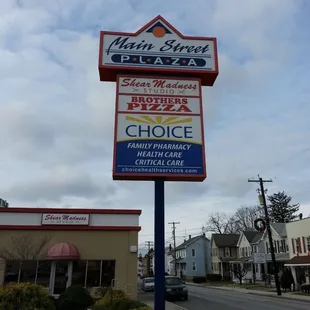 Main Street
PLAZA
Shear Madness
STUDIO
BROTHERS
PIZZA
CHOICE
FAMILY PHARMACY
HEALTH CARE
CRITICAL CARE
choicehealthservices.com
Shear Madness